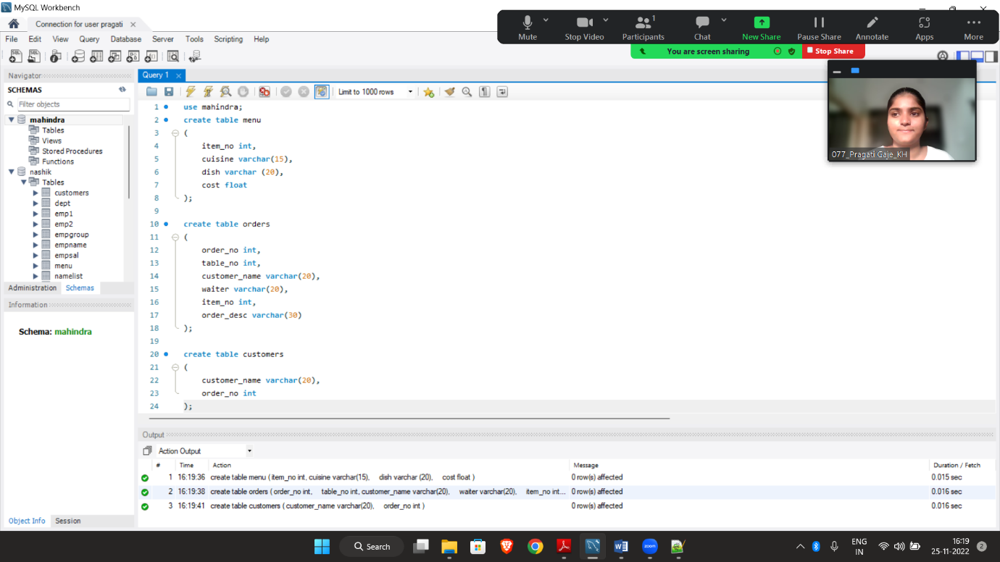 MySQL Workbench
Connection for user pragati
File Edit View Query Database Server Tools Scripting Help
1
Mute Stop Video Participants Chat New Share Pause Share Annotate Apps More
You are screen sharing Stop Share
077_Pragati Gaje_KH
Navigator
SCHEMAS
Filter objects
mahindra
Tables
Views
Stored Procedures
Functions
nashik
Tables
customers
dept
emp1
emp2
empgroup
empname
empsal
menu
namelist
Administration Schemas
Information
Schema: mahindra
Object Info Session
Query 1
Limit to 1000 rows
1 use mahindra;
2 create table menu
3 (
4 item_no int,
5 cuisine varchar(15),
6 dish varchar (20),
7 cost float
8 );
9
10 create table orders
11 (
12 order_no int,
13 table_no int,
14 customer_name varchar(20),
15 waiter varchar(20),
16 item_no int,
17 order_desc varchar(30)
18 );
19
20 create table customers
21 (
22 customer_name varchar(20),
23 order_no int
24 );
Output
Action Output
# Time Action Message Duration / Fetch
1 16:19:36 create table menu ( item_no int, cuisine varchar(15), dish varchar (20), cost float ) 0 row(s) affected 0.015 sec
2 16:19:38 create table orders ( order_no int, table_no int, customer_name varchar(20), waiter varchar(20), item_no int... 0 row(s) affected 0.016 sec
3 16:19:41 create table customers ( customer_name varchar(20), order_no int ) 0 row(s) affected 0.016 sec
Search
zoom
ENG
IN
16:19
25-11-2022
2